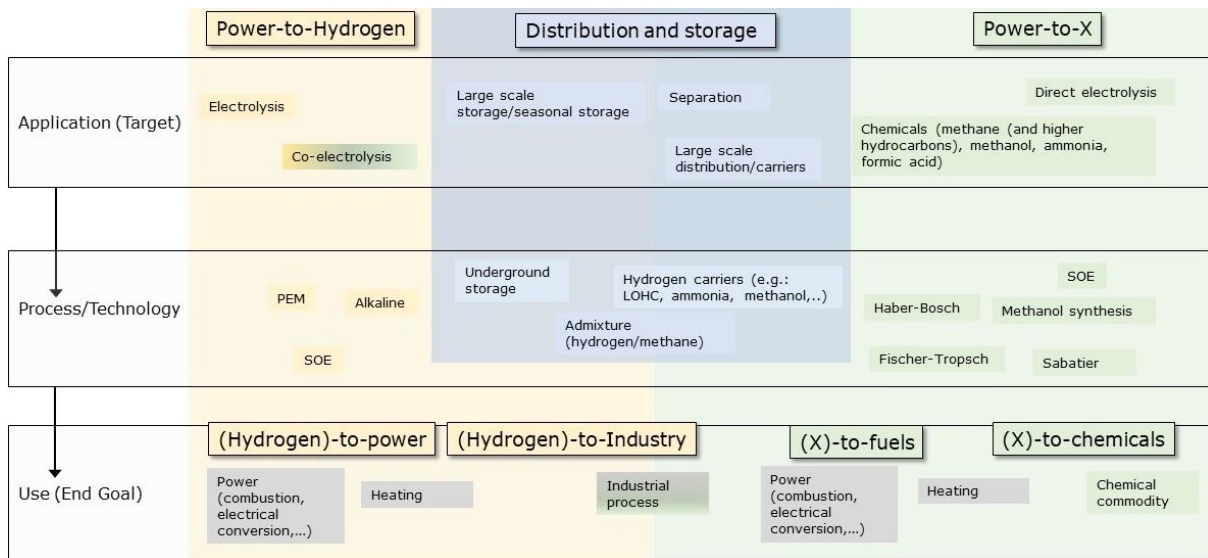 Power-to-Hydrogen
Distribution and storage
Power-to-X
Application (Target)
Electrolysis
Co-electrolysis
Large scale
storage/seasonal storage
Separation
Large scale
distribution/carriers
Direct electrolysis
Chemicals (methane (and higher
hydrocarbons), methanol, ammonia,
formic acid)
Process/Technology
PEM
Alkaline
SOE
Underground
storage
Hydrogen carriers (e.g.:
LOHC, ammonia, methanol,..)
Admixture
(hydrogen/methane)
SOE
Haber-Bosch
Methanol synthesis
Fischer-Tropsch
Sabatier
Use (End Goal)
(Hydrogen)-to-power
(Hydrogen)-to-Industry
(X)-to-fuels
(X)-to-chemicals
Power
(combustion,
electrical
conversion,...)
Heating
Industrial
process
Power
(combustion,
electrical
conversion,...)
Heating
Chemical
commodity